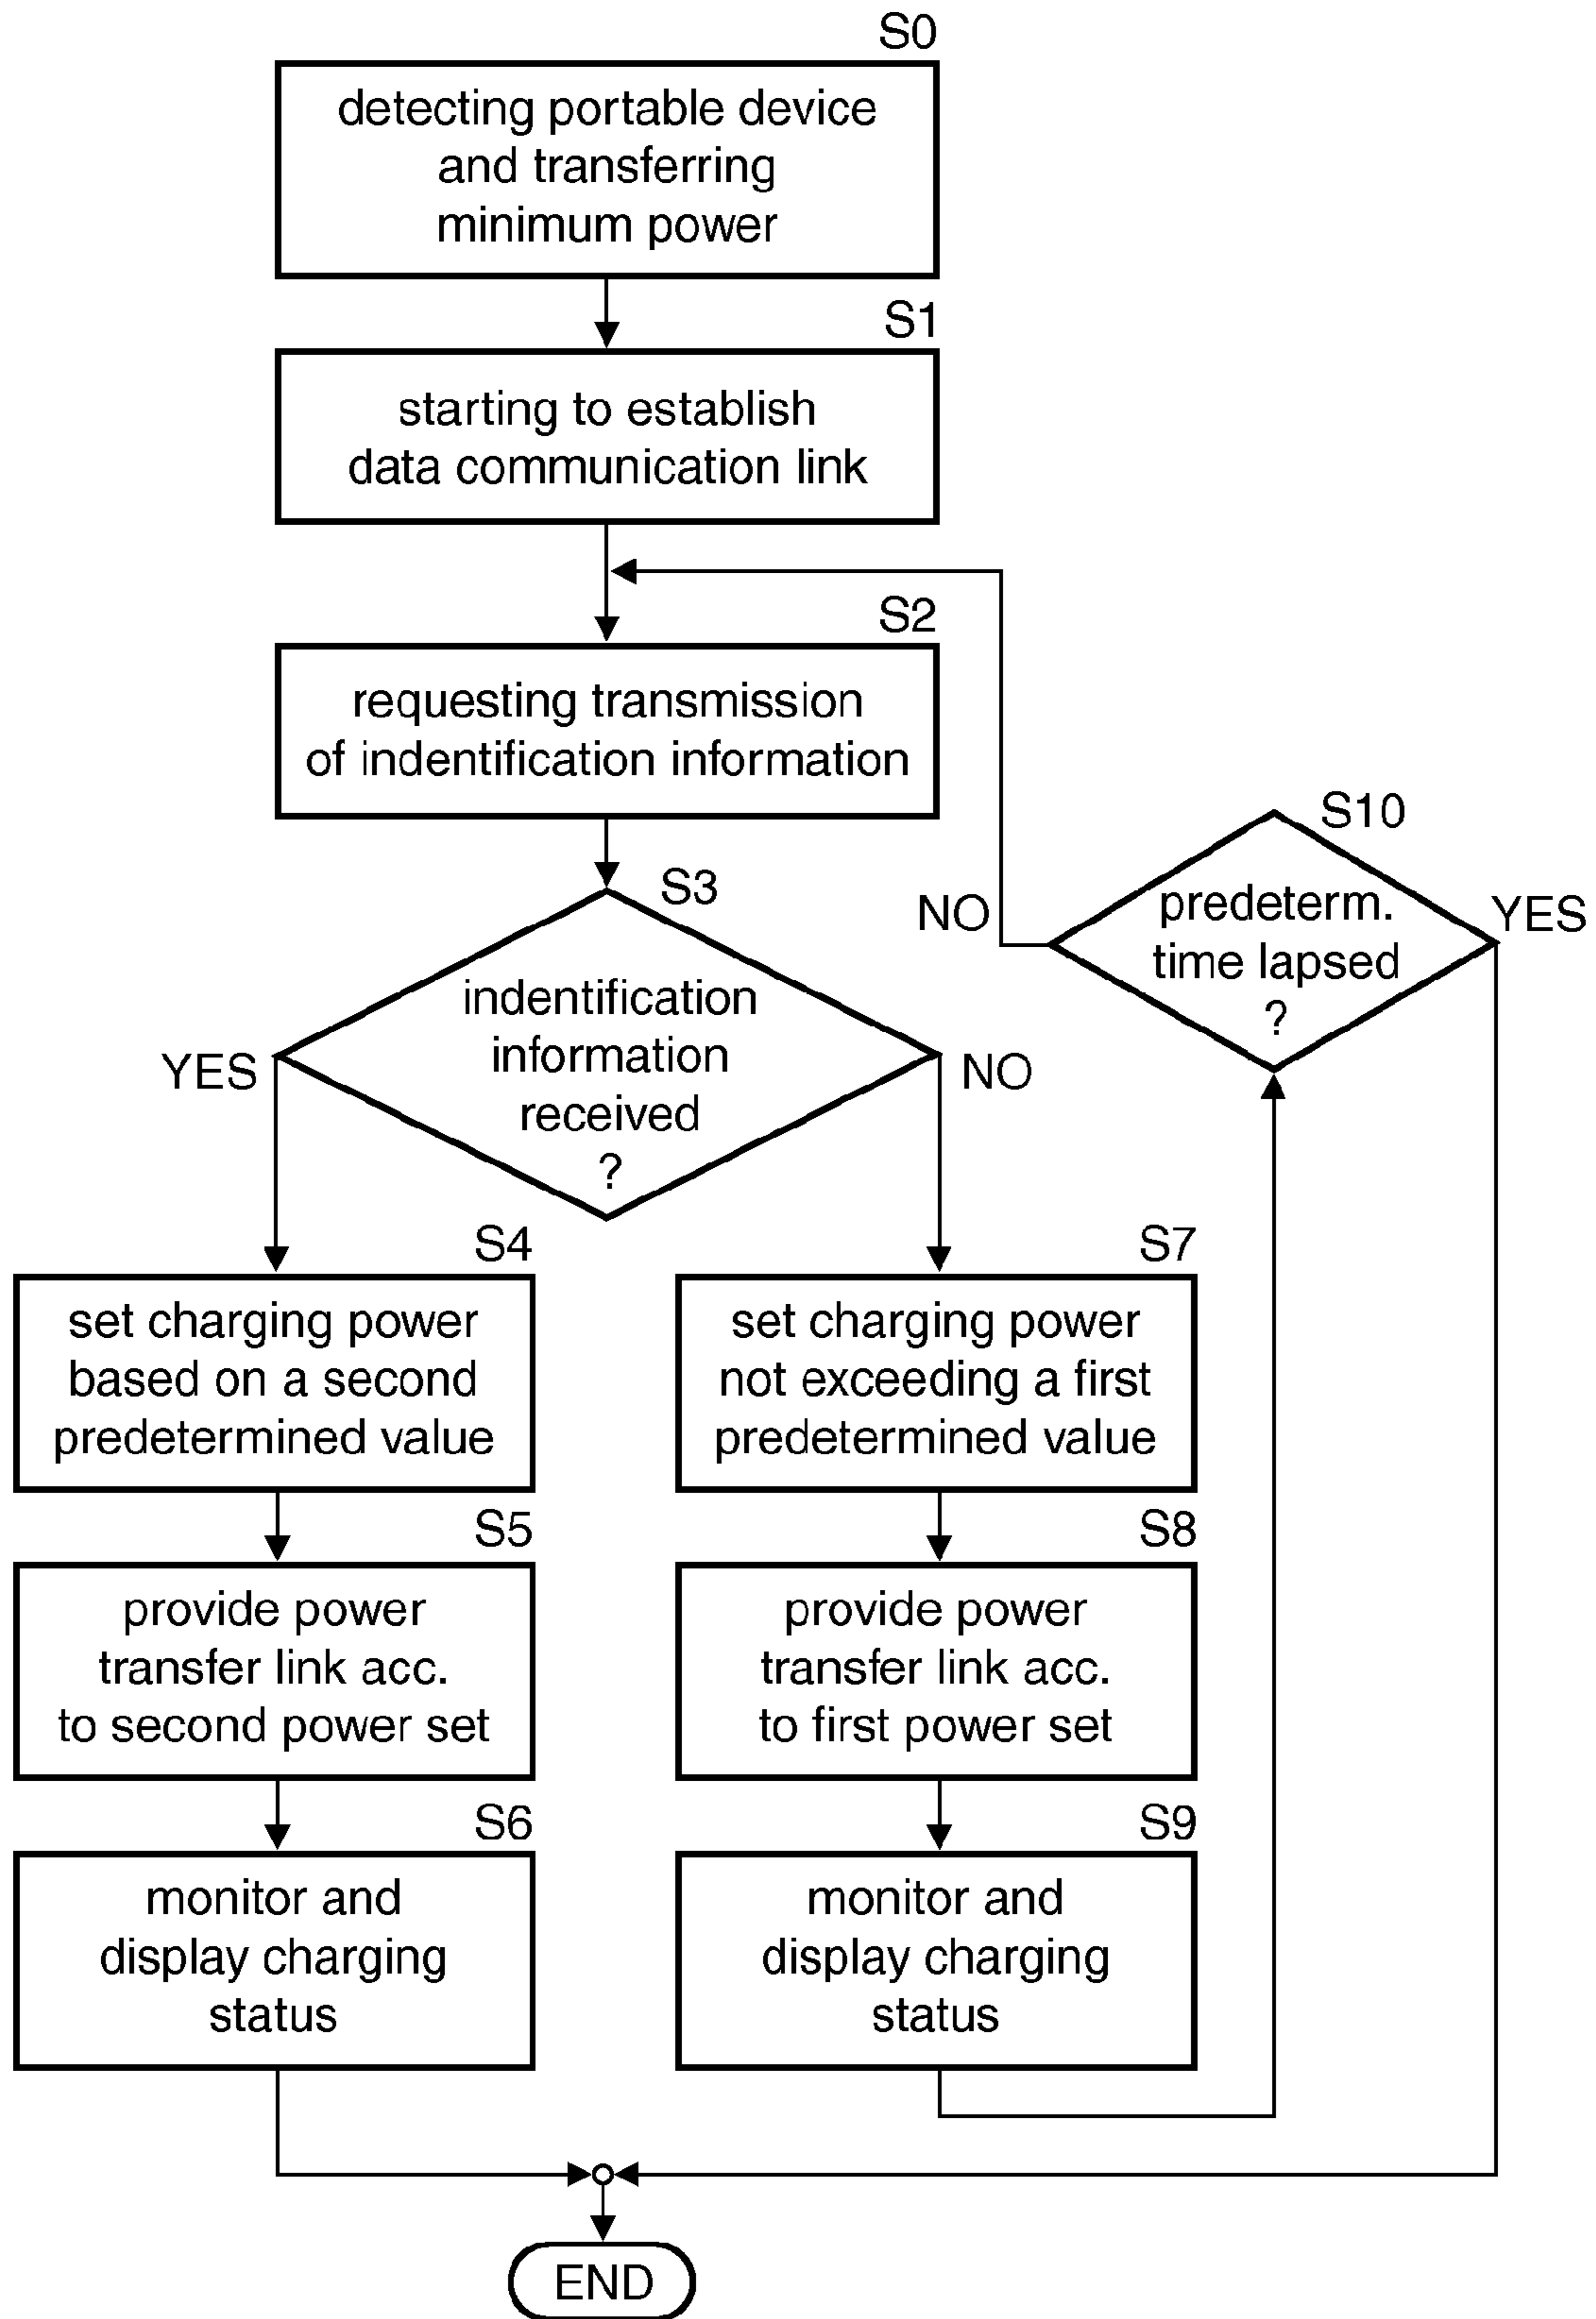 S0
detecting portable device
and transferring
minimum power
S1
starting to establish
data communication link
S2
requesting transmission
of indentification information
S3
indentification
information
received
?
YES
NO
S10
predeterm.
time lapsed
?
NO
YES
S4
set charging power
based on a second
predetermined value
S5
provide power
transfer link acc.
to second power set
S6
monitor and
display charging
status
S7
set charging power
not exceeding a first
predetermined value
S8
provide power
transfer link acc.
to first power set
S9
monitor and
display charging
status
END